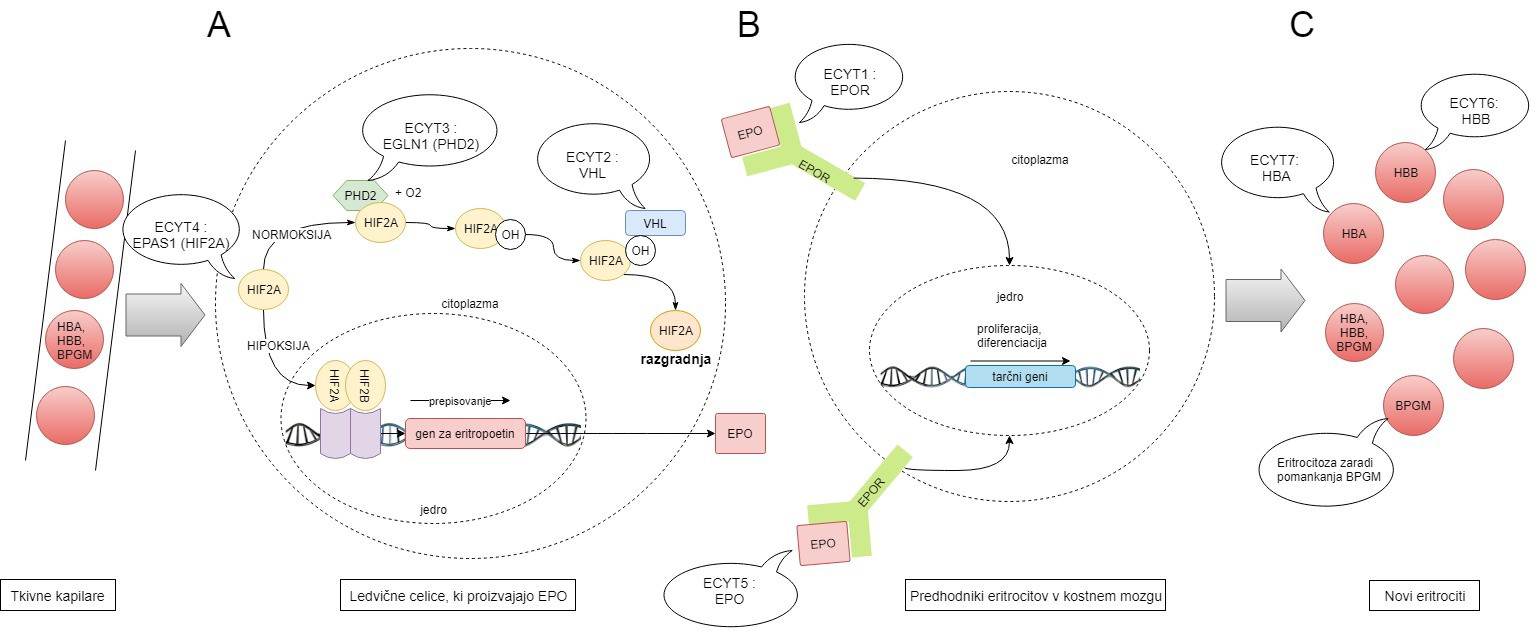 A
B
C
HBA,
HBB,
BPGM
ECYT4 :
EPAS1 (HIF2A)
HIF2A
NORMOKSIJA
HIPOKSIJA
ECYT3 :
EGLN1 (PHD2)
PHD2
+ O2
HIF2A
HIF2A
OH
ECYT2 :
VHL
VHL
OH
HIF2A
HIF2A
razgradnja
citoplazma
HIF2A
HIF2B
prepisovanje
gen za eritropoetin
jedro
EPO
ECYT1 :
EPOR
EPO
EPOR
citoplazma
jedro
proliferacija,
diferenciacija
tarčni geni
EPOR
EPO
ECYT5 :
EPO
ECYT6:
HBB
HBB
ECYT7:
HBA
HBA
HBA,
HBB,
BPGM
BPGM
Eritrocitoza zaradi
pomankanja BPGM
Tkivne kapilare
Ledvične celice, ki proizvajajo EPO
Predhodniki eritrocitov v kostnem mozgu
Novi eritrociti